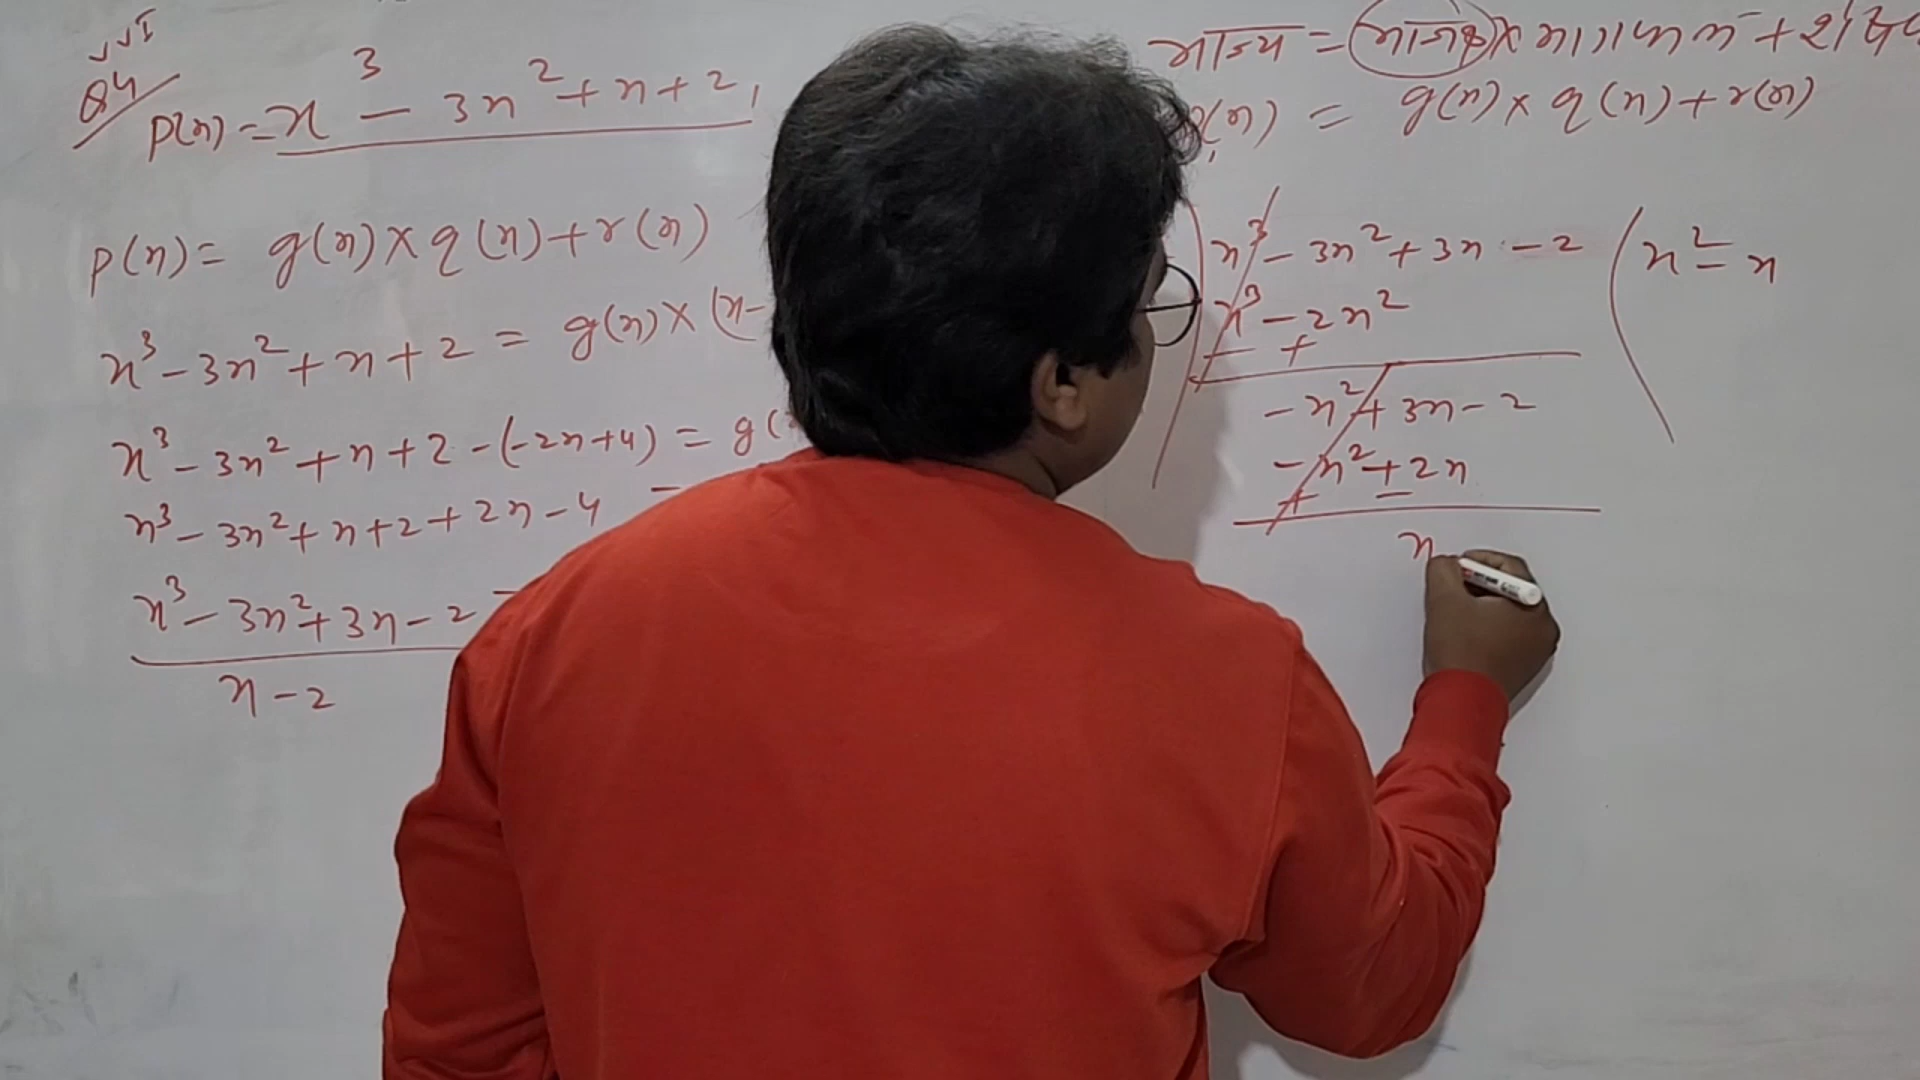 VVI
Q4
p(x) = x³ - 3x² + x + 2,
p(x) = g(x) × q(x) + r(x)
x³ - 3x² + x + 2 = g(x) × (x -
x³ - 3x² + x + 2 - (-2x + 4) = g(
x³ - 3x² + x + 2 + 2x - 4 =
x³ - 3x² + 3x - 2 =
x - 2
भाज्य = भाजक × भागफल + शेषफल
p(x) = g(x) × q(x) + r(x)
) x³ - 3x² + 3x - 2 ( x² - x
x³ - 2x²
- +
- x² + 3x - 2
- x² + 2x
+ -
x